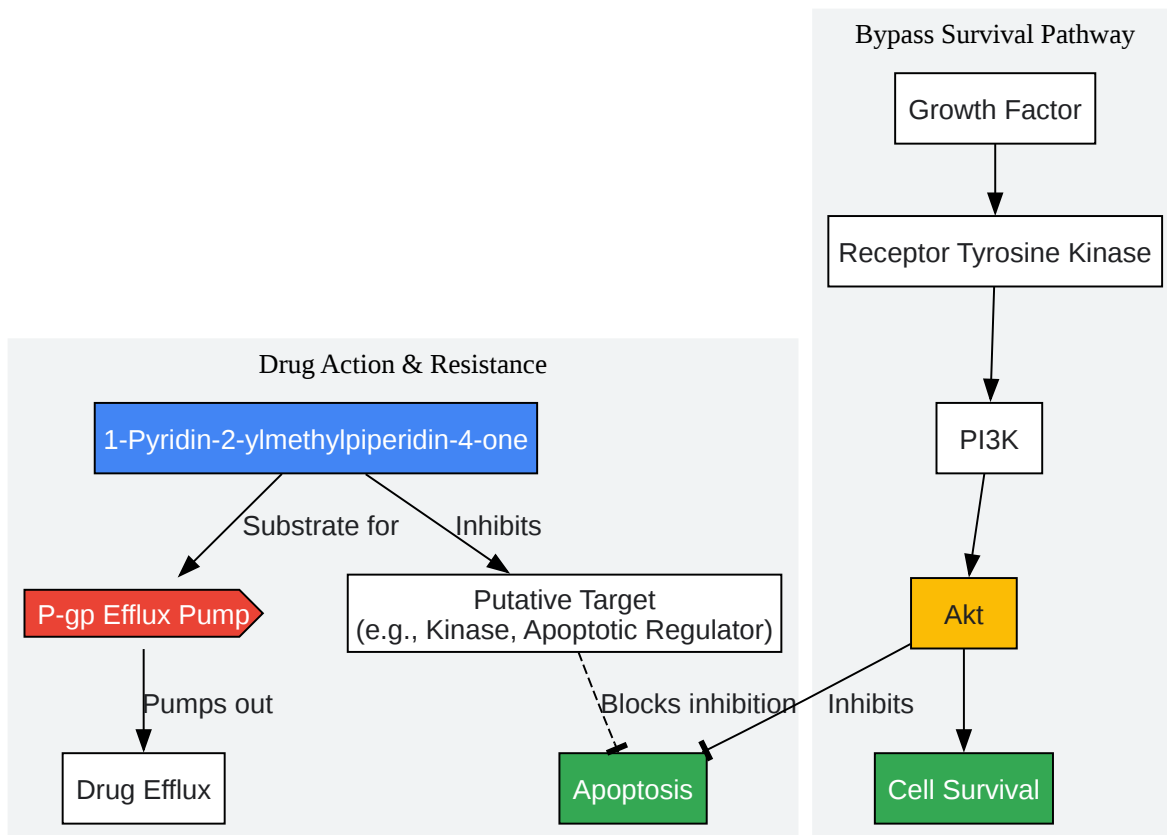 Bypass Survival Pathway
Growth Factor
Receptor Tyrosine Kinase
Drug Action & Resistance
1-Pyridin-2-ylmethylpiperidin-4-one
PI3K
Substrate for
Inhibits
P-gp Efflux Pump
Putative Target
(e.g., Kinase, Apoptotic Regulator)
Akt
Pumps out
Blocks inhibition
Inhibits
Drug Efflux
Apoptosis
Cell Survival